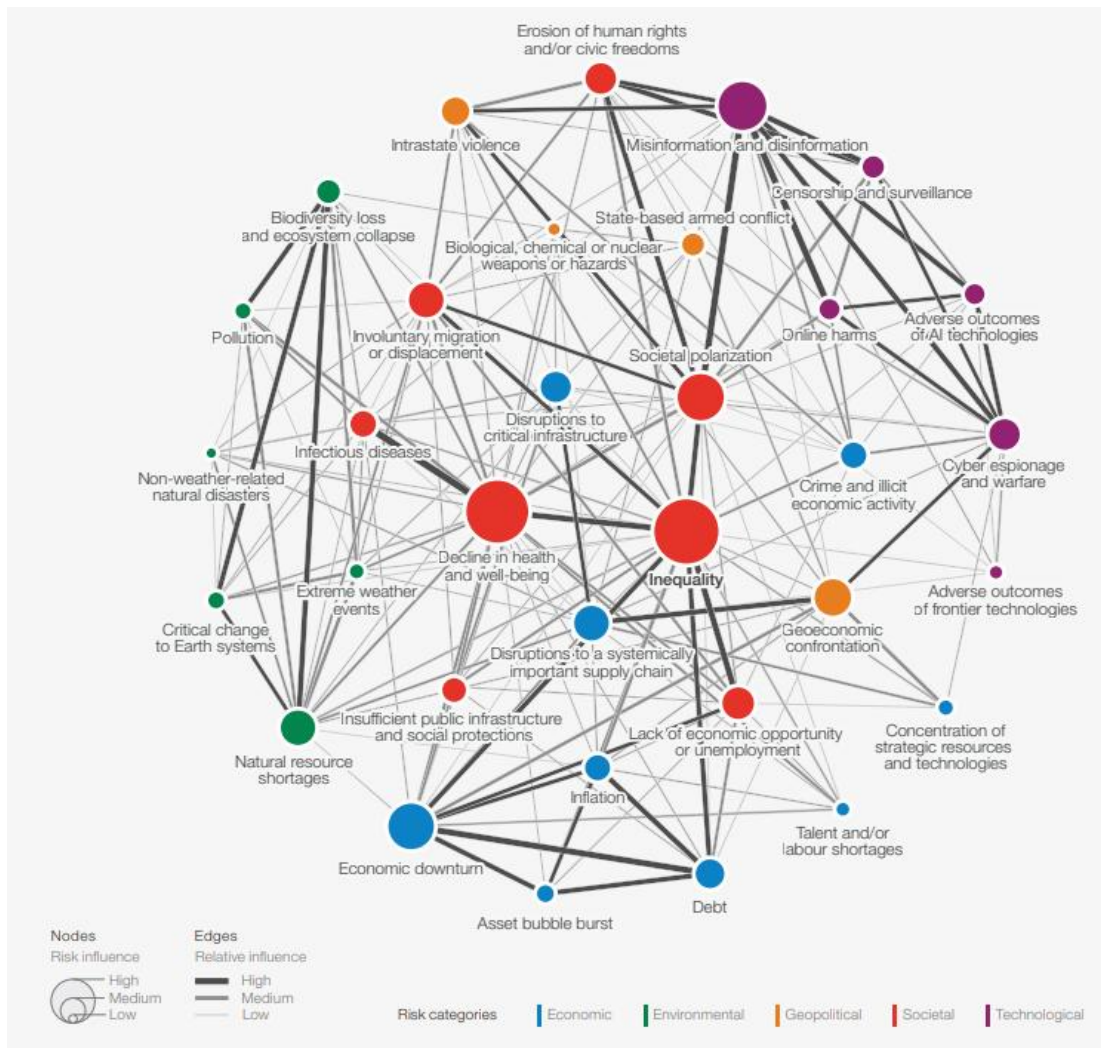 Erosion of human rights
and/or civic freedoms
Intrastate violence
Misinformation and disinformation
Censorship and surveillance
Biodiversity loss
and ecosystem collapse
State-based armed conflict
Biological, chemical or nuclear
weapons or hazards
Pollution
Involuntary migration
or displacement
Online harms
Adverse outcomes
of AI technologies
Societal polarization
Disruptions to
critical infrastructure
Infectious diseases
Non-weather-related
natural disasters
Crime and illicit
economic activity
Cyber espionage
and warfare
Decline in health
and well-being
Inequality
Extreme weather
events
Adverse outcomes
of frontier technologies
Critical change
to Earth systems
Geoeconomic
confrontation
Disruptions to a systemically
important supply chain
Insufficient public infrastructure
and social protections
Lack of economic opportunity
or unemployment
Concentration of
strategic resources
and technologies
Natural resource
shortages
Inflation
Talent and/or
labour shortages
Economic downturn
Asset bubble burst
Debt
Nodes
Risk influence
High
Medium
Low
Edges
Relative influence
High
Medium
Low
Risk categories
Economic
Environmental
Geopolitical
Societal
Technological